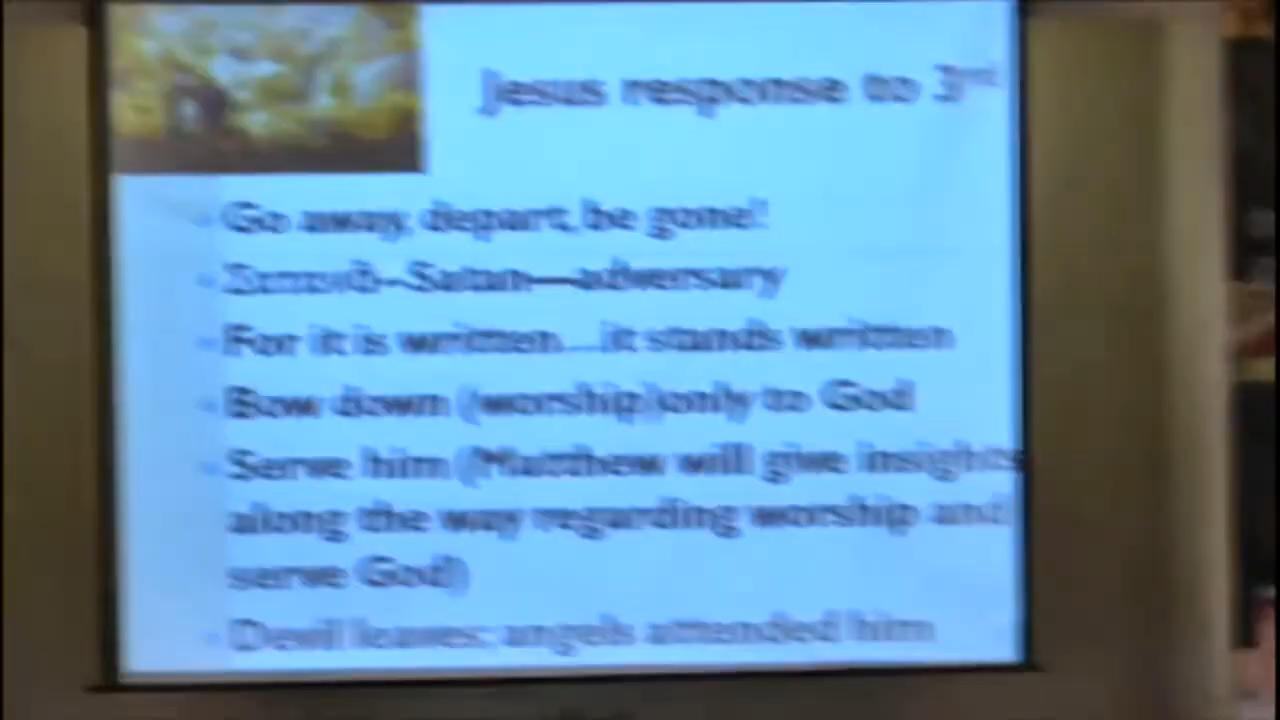 Jesus response to 3rd
Go away, depart, be gone!
Σατανᾶ–Satan—adversary
For it is written…it stands written
Bow down (worship)only to God
Serve him (Matthew will give insights
along the way regarding worship and
serve God)
Devil leaves; angels attended him